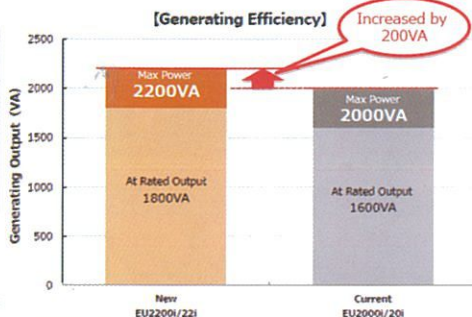 【Generating Efficiency】
Increased by
200VA
Generating Output (VA)
2500
2000
1500
1000
500
0
Max Power
2200VA
At Rated Output
1800VA
Max Power
2000VA
At Rated Output
1600VA
New
EU2200i/22i
Current
EU2000i/20i